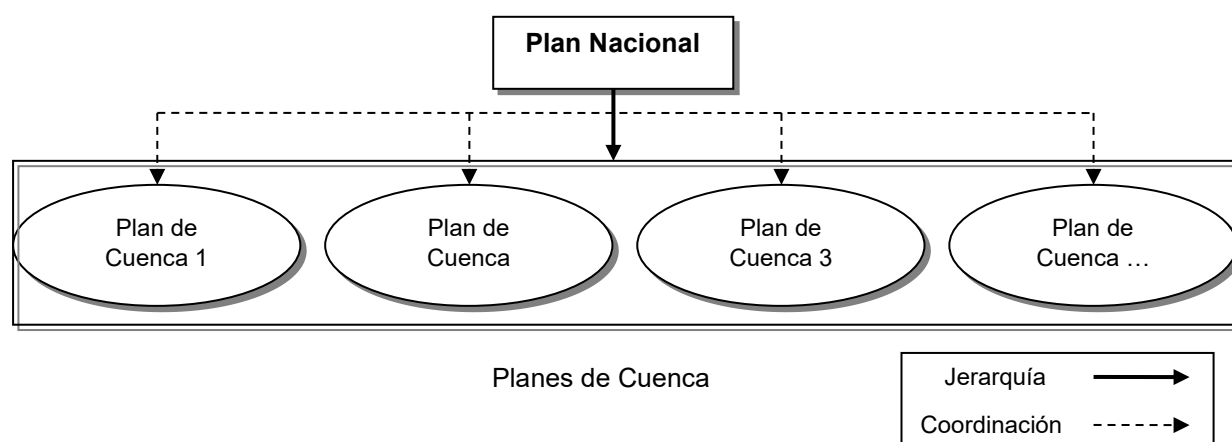 Plan Nacional
Plan de
Cuenca 1
Plan de
Cuenca
Plan de
Cuenca 3
Plan de
Cuenca …
Planes de Cuenca
Jerarquía
Coordinación